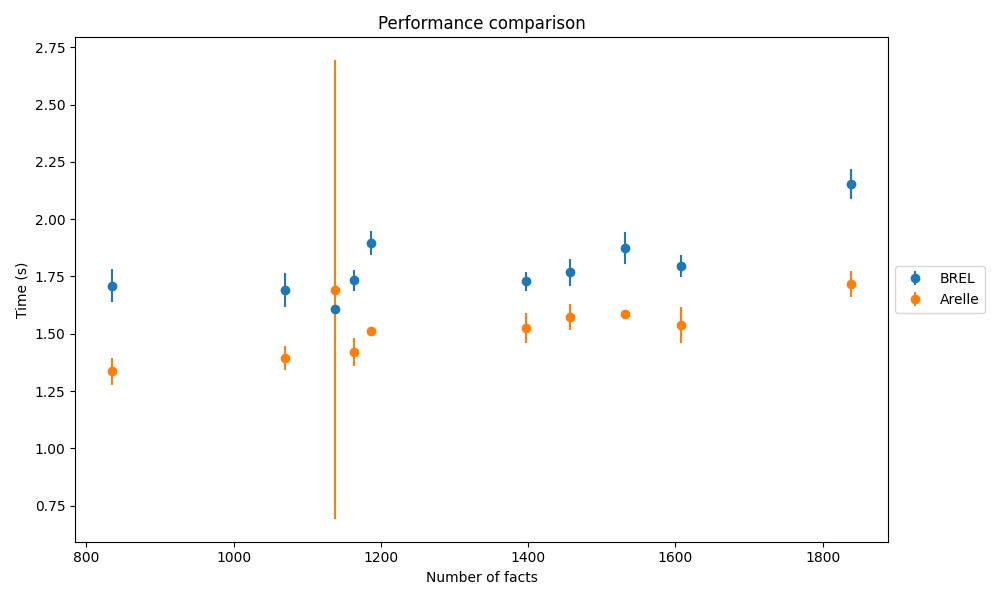 Performance comparison
Time (s)
2.75
2.50
2.25
2.00
1.75
1.50
1.25
1.00
0.75
800 1000 1200 1400 1600 1800
Number of facts
BREL
Arelle